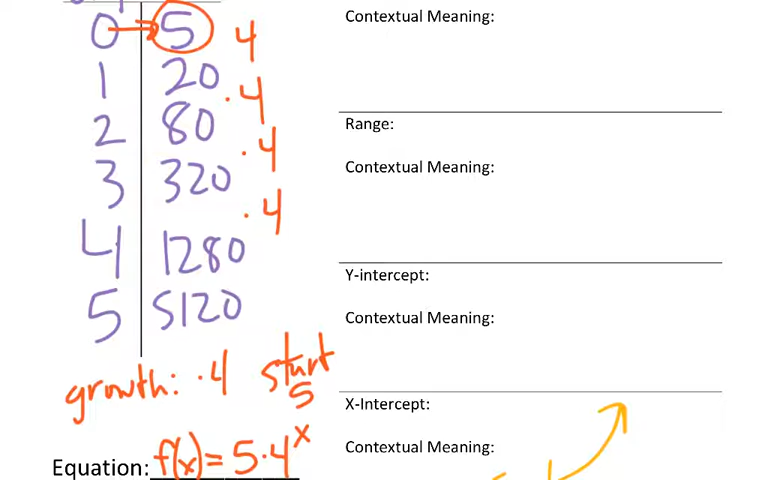 0 5
4
1 20
· 4
2 80
· 4
3 320
· 4
4 1280
5 5120
growth: ·4 start 5
Equation: f(x) = 5·4^x
Contextual Meaning:
Range:
Contextual Meaning:
Y-intercept:
Contextual Meaning:
X-Intercept:
Contextual Meaning: